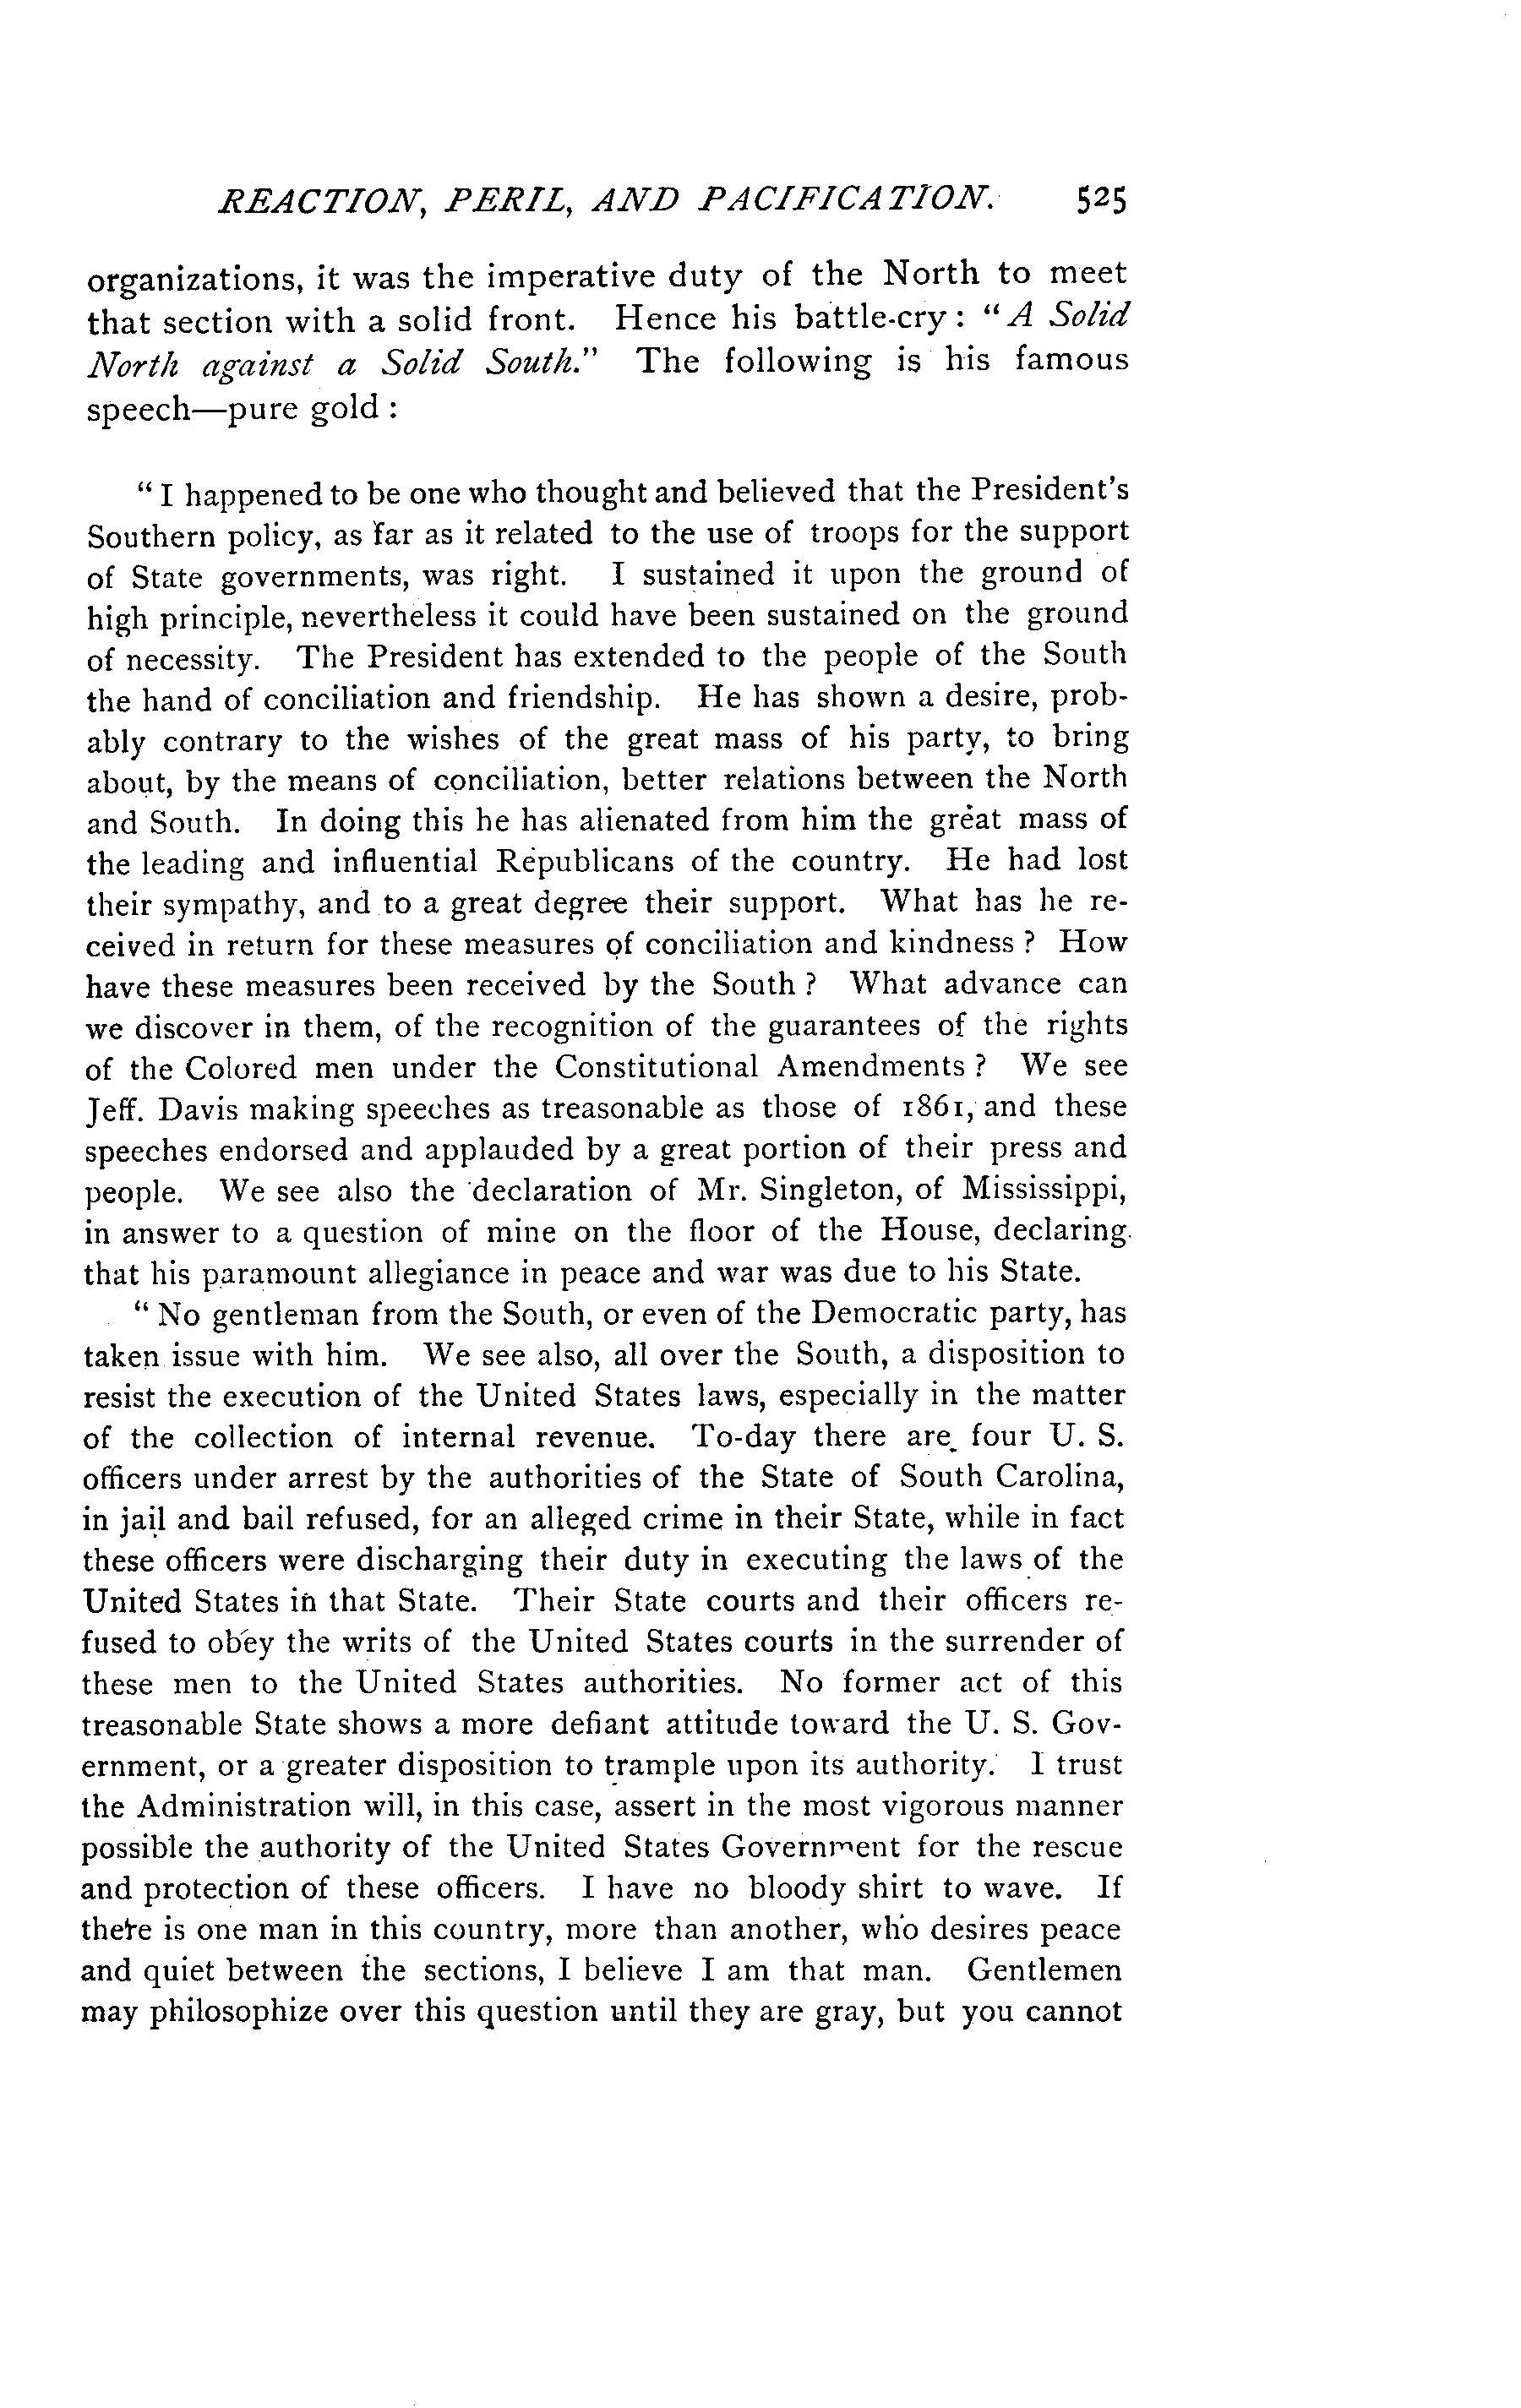 REACTION, PERIL, AND PACIFICATION. 525
organizations, it was the imperative duty of the North to meet
that section with a solid front. Hence his battle-cry: "A Solid
North against a Solid South." The following is his famous
speech—pure gold:
"I happened to be one who thought and believed that the President's
Southern policy, as far as it related to the use of troops for the support
of State governments, was right. I sustained it upon the ground of
high principle, nevertheless it could have been sustained on the ground
of necessity. The President has extended to the people of the South
the hand of conciliation and friendship. He has shown a desire, prob-
ably contrary to the wishes of the great mass of his party, to bring
about, by the means of conciliation, better relations between the North
and South. In doing this he has alienated from him the great mass of
the leading and influential Republicans of the country. He had lost
their sympathy, and to a great degree their support. What has he re-
ceived in return for these measures of conciliation and kindness? How
have these measures been received by the South? What advance can
we discover in them, of the recognition of the guarantees of the rights
of the Colored men under the Constitutional Amendments? We see
Jeff. Davis making speeches as treasonable as those of 1861, and these
speeches endorsed and applauded by a great portion of their press and
people. We see also the declaration of Mr. Singleton, of Mississippi,
in answer to a question of mine on the floor of the House, declaring
that his paramount allegiance in peace and war was due to his State.
"No gentleman from the South, or even of the Democratic party, has
taken issue with him. We see also, all over the South, a disposition to
resist the execution of the United States laws, especially in the matter
of the collection of internal revenue. To-day there are four U. S.
officers under arrest by the authorities of the State of South Carolina,
in jail and bail refused, for an alleged crime in their State, while in fact
these officers were discharging their duty in executing the laws of the
United States in that State. Their State courts and their officers re-
fused to obey the writs of the United States courts in the surrender of
these men to the United States authorities. No former act of this
treasonable State shows a more defiant attitude toward the U. S. Gov-
ernment, or a greater disposition to trample upon its authority. I trust
the Administration will, in this case, assert in the most vigorous manner
possible the authority of the United States Government for the rescue
and protection of these officers. I have no bloody shirt to wave. If
there is one man in this country, more than another, who desires peace
and quiet between the sections, I believe I am that man. Gentlemen
may philosophize over this question until they are gray, but you cannot